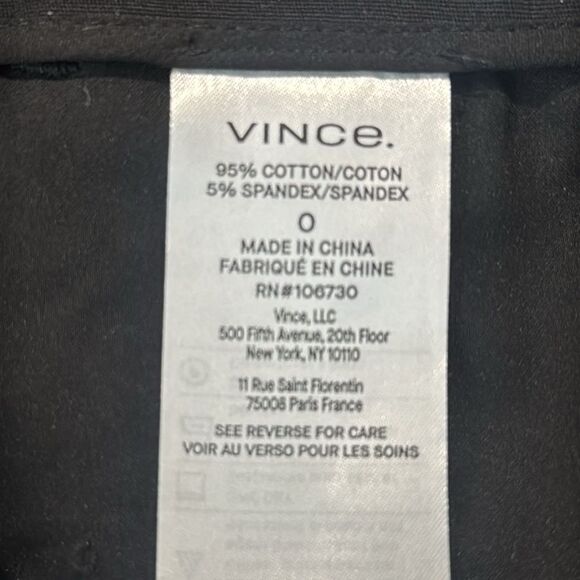 VINCE.
95% COTTON/COTON
5% SPANDEX/SPANDEX
0
MADE IN CHINA
FABRIQUÉ EN CHINE
RN#106730
Vince, LLC
500 Fifth Avenue, 20th Floor
New York, NY 10110
11 Rue Saint Florentin
75008 Paris France
SEE REVERSE FOR CARE
VOIR AU VERSO POUR LES SOINS